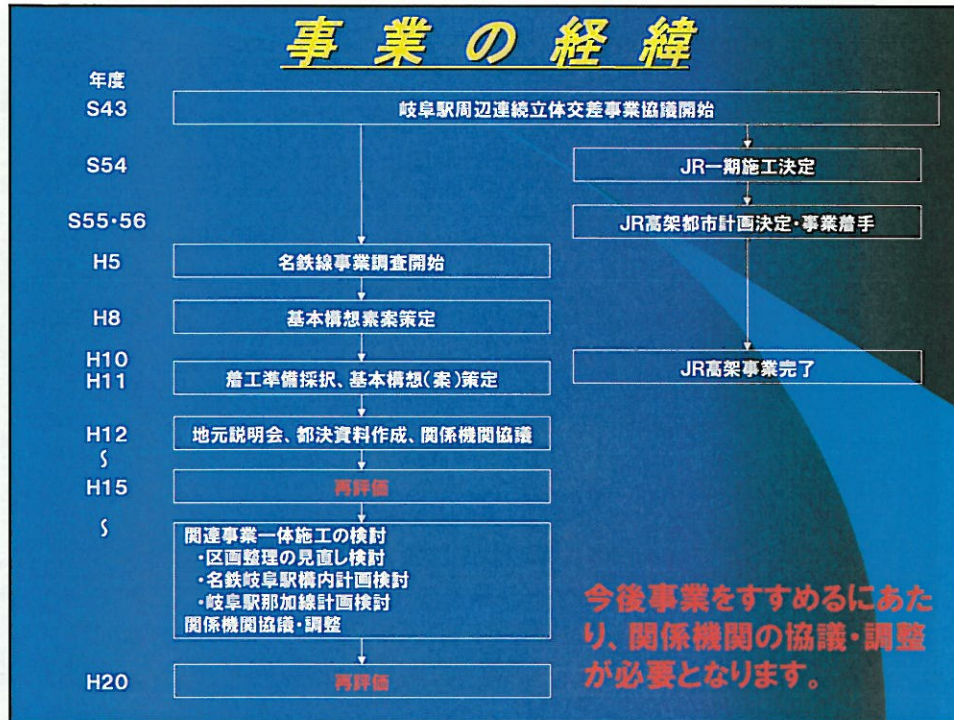 事業の経緯
年度
S43
岐阜駅周辺連続立体交差事業協議開始
S54
JR一期施工決定
S55・56
JR高架都市計画決定・事業着手
H5
名鉄線事業調査開始
H8
基本構想素案策定
H10
H11
着工準備採択、基本構想(案)策定
JR高架事業完了
H12
地元説明会、都決資料作成、関係機関協議
~
H15
再評価
~
関連事業一体施工の検討
・区画整理の見直し検討
・名鉄岐阜駅構内計画検討
・岐阜駅那加線計画検討
関係機関協議・調整
H20
再評価
今後事業をすすめるにあた
り、関係機関の協議・調整
が必要となります。